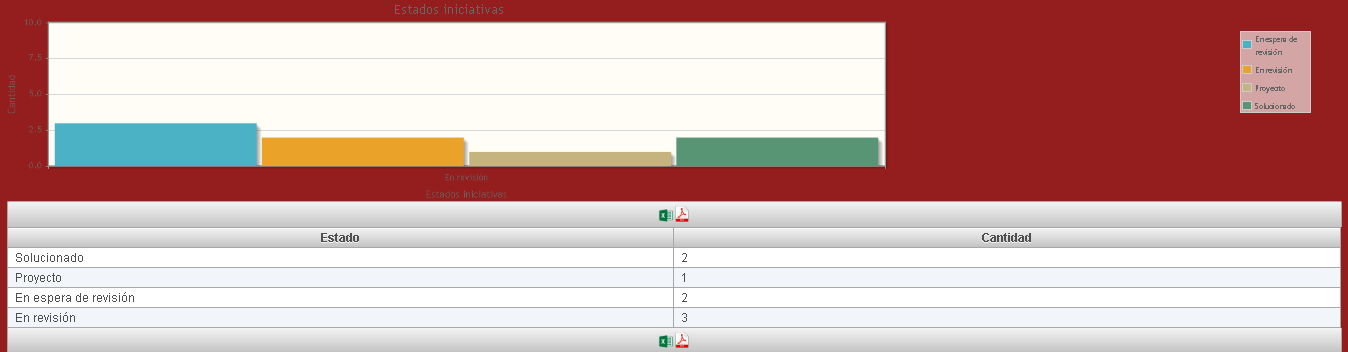 Estados iniciativas
10.0
7.5
5.0
2.5
0.0
Cantidad
En revisión
Estados iniciativas
En espera de
revisión
En revisión
Proyecto
Solucionado
Estado Cantidad
Solucionado 2
Proyecto 1
En espera de revisión 2
En revisión 3